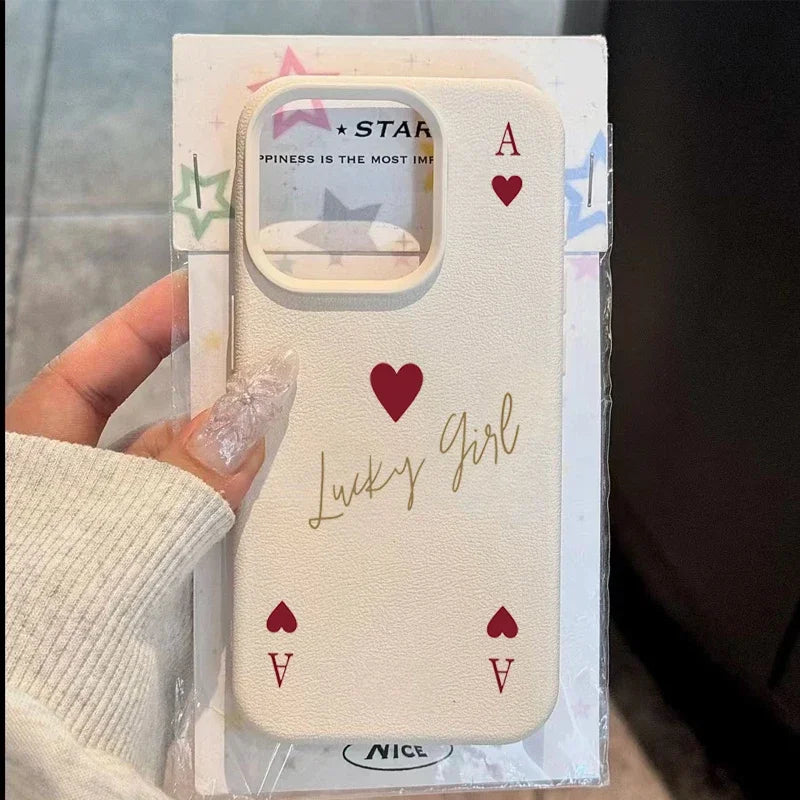 ★ STAR
PPINESS IS THE MOST IMP
A
Lucky Girl
A
A
NICE